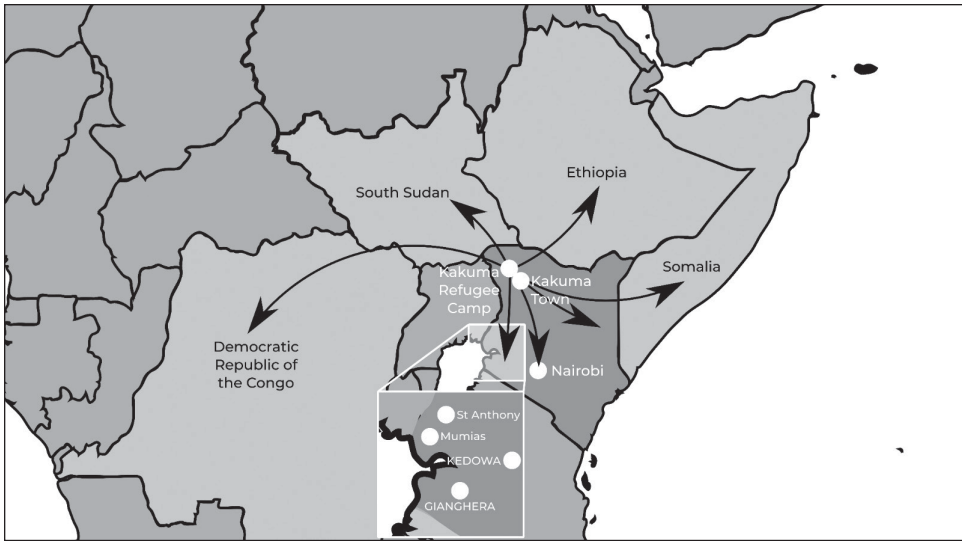 Ethiopia
South Sudan
Somalia
Kakuma
Refugee
Camp
Kakuma
Town
Democratic
Republic of
the Congo
Nairobi
St Anthony
Mumias
KEDOWA
GIANGHERA